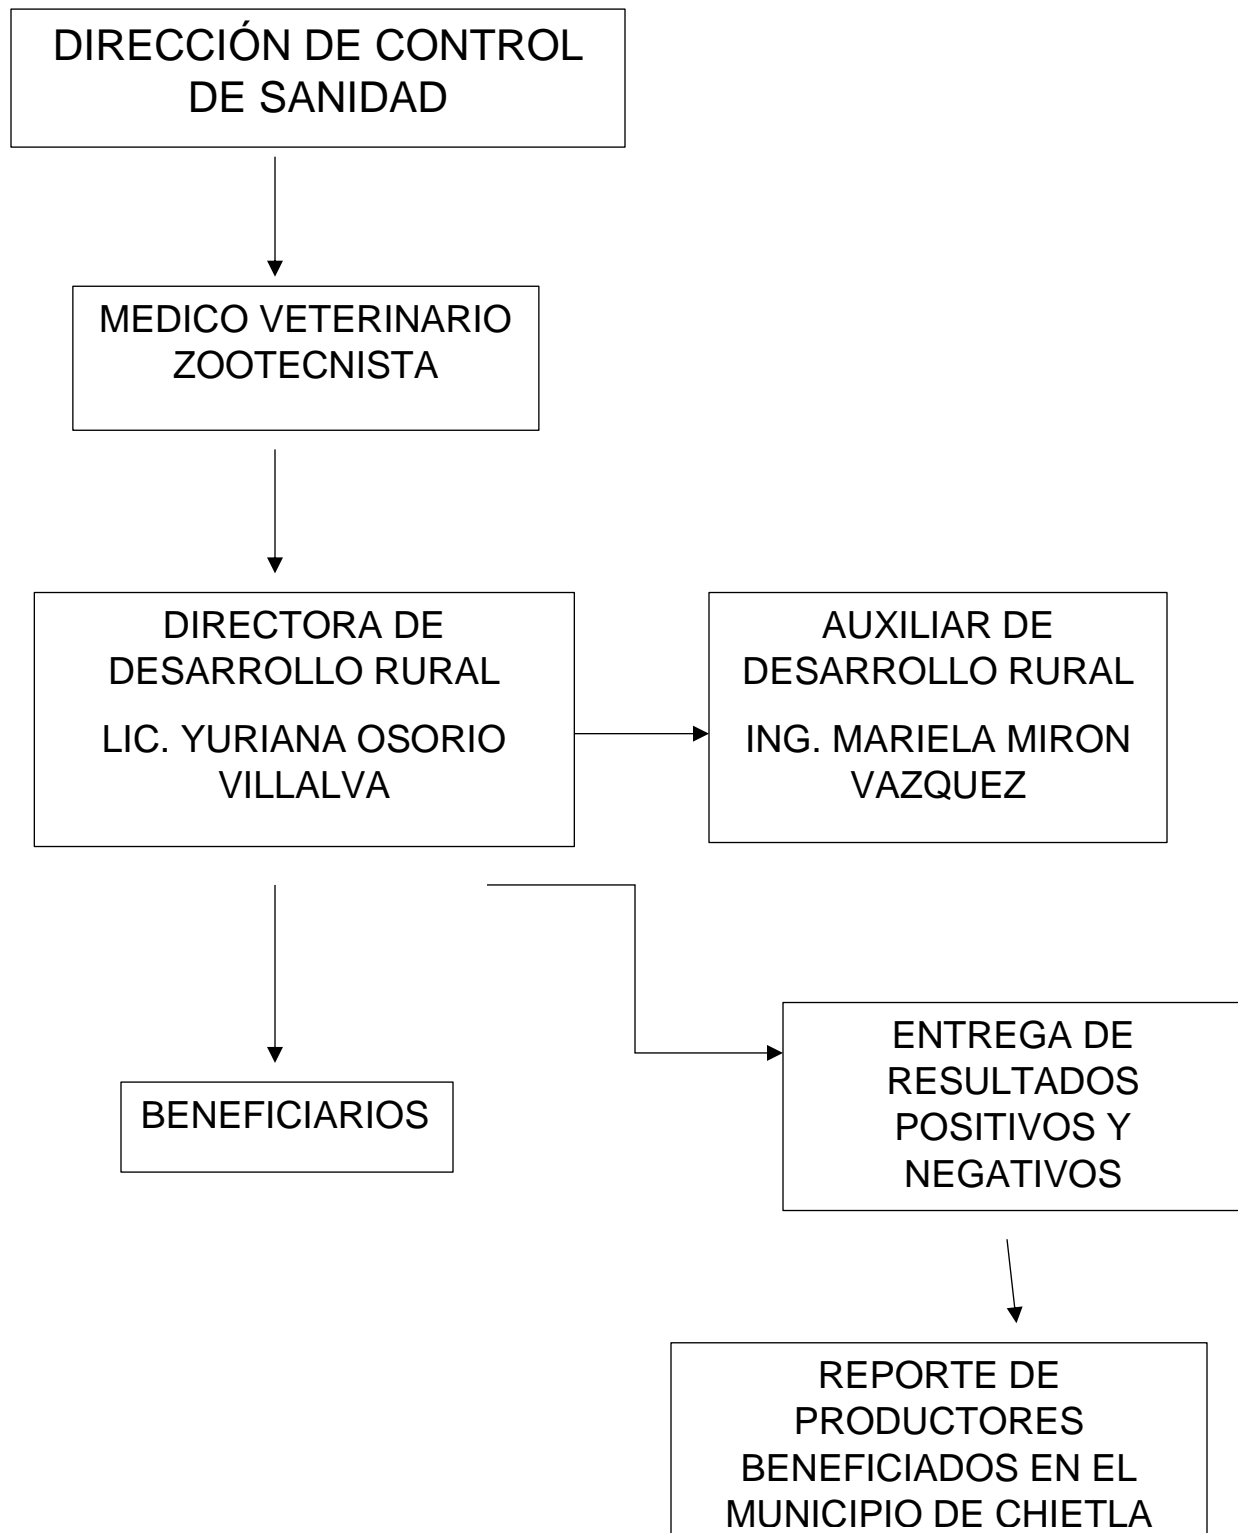 DIRECCIÓN DE CONTROL
DE SANIDAD
MEDICO VETERINARIO
ZOOTECNISTA
DIRECTORA DE
DESARROLLO RURAL
LIC. YURIANA OSORIO
VILLALVA
AUXILIAR DE
DESARROLLO RURAL
ING. MARIELA MIRON
VAZQUEZ
BENEFICIARIOS
ENTREGA DE
RESULTADOS
POSITIVOS Y
NEGATIVOS
REPORTE DE
PRODUCTORES
BENEFICIADOS EN EL
MUNICIPIO DE CHIETLA